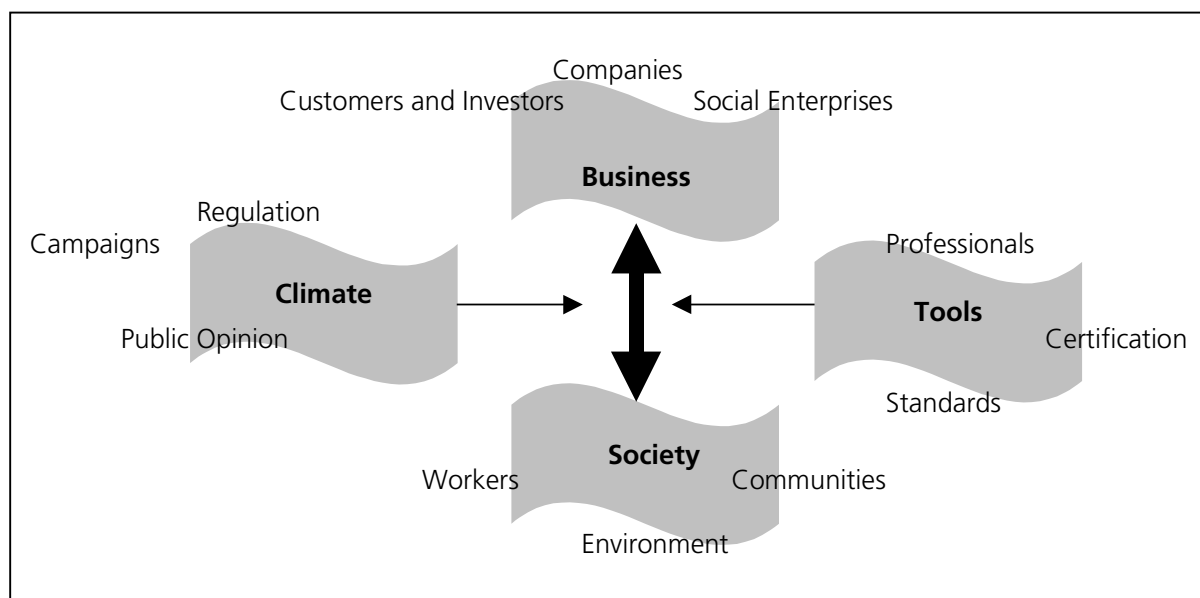 Companies
Customers and Investors
Social Enterprises
Business
Regulation
Campaigns
Climate
Public Opinion
Professionals
Tools
Certification
Standards
Society
Workers
Communities
Environment